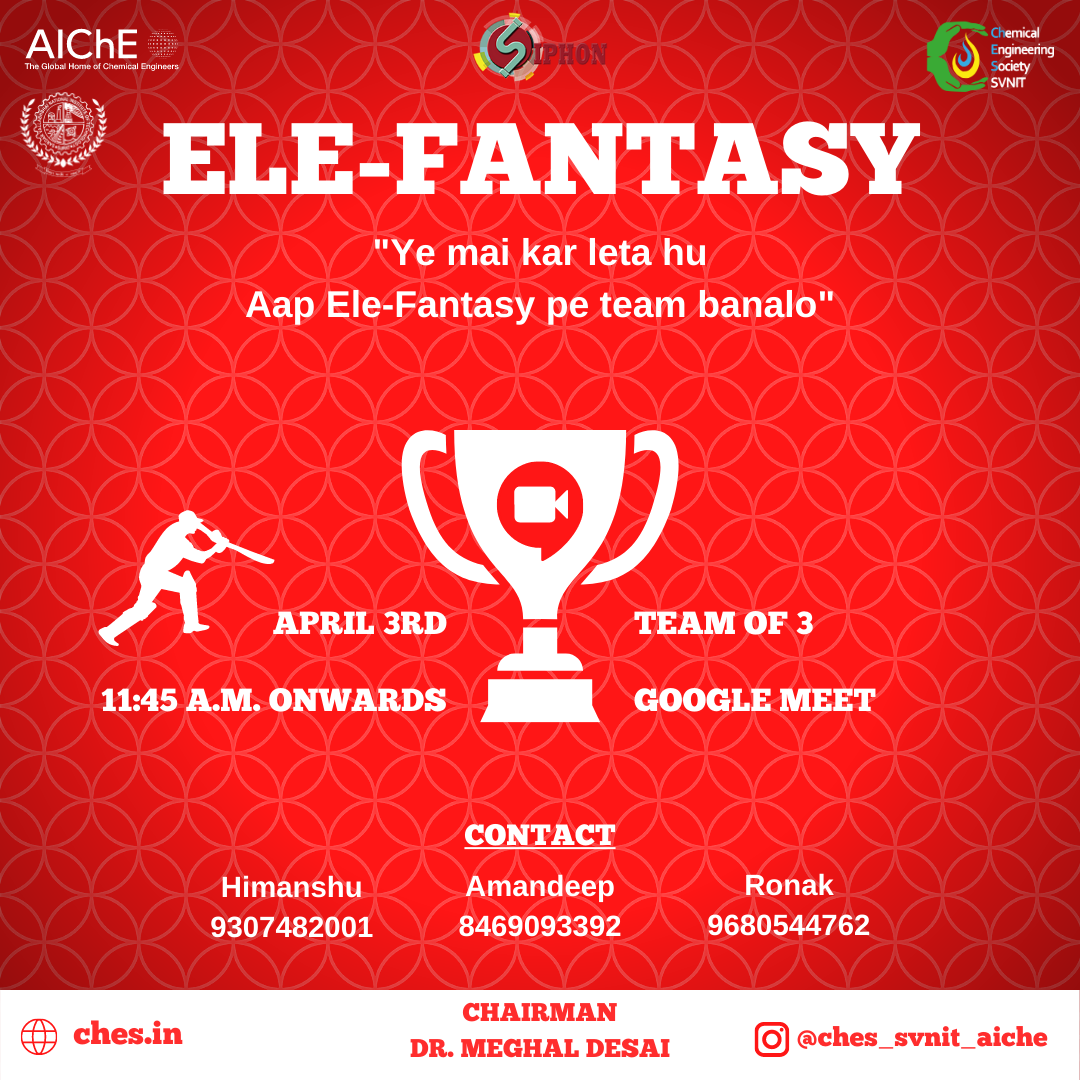 AIChE
The Global Home of Chemical Engineers
SIPHON
Chemical
Engineering
Society
SVNIT
ELE-FANTASY
"Ye mai kar leta hu
Aap Ele-Fantasy pe team banalo"
APRIL 3RD
TEAM OF 3
11:45 A.M. ONWARDS
GOOGLE MEET
CONTACT
Himanshu
9307482001
Amandeep
8469093392
Ronak
9680544762
ches.in
CHAIRMAN
DR. MEGHAL DESAI
@ches_svnit_aiche